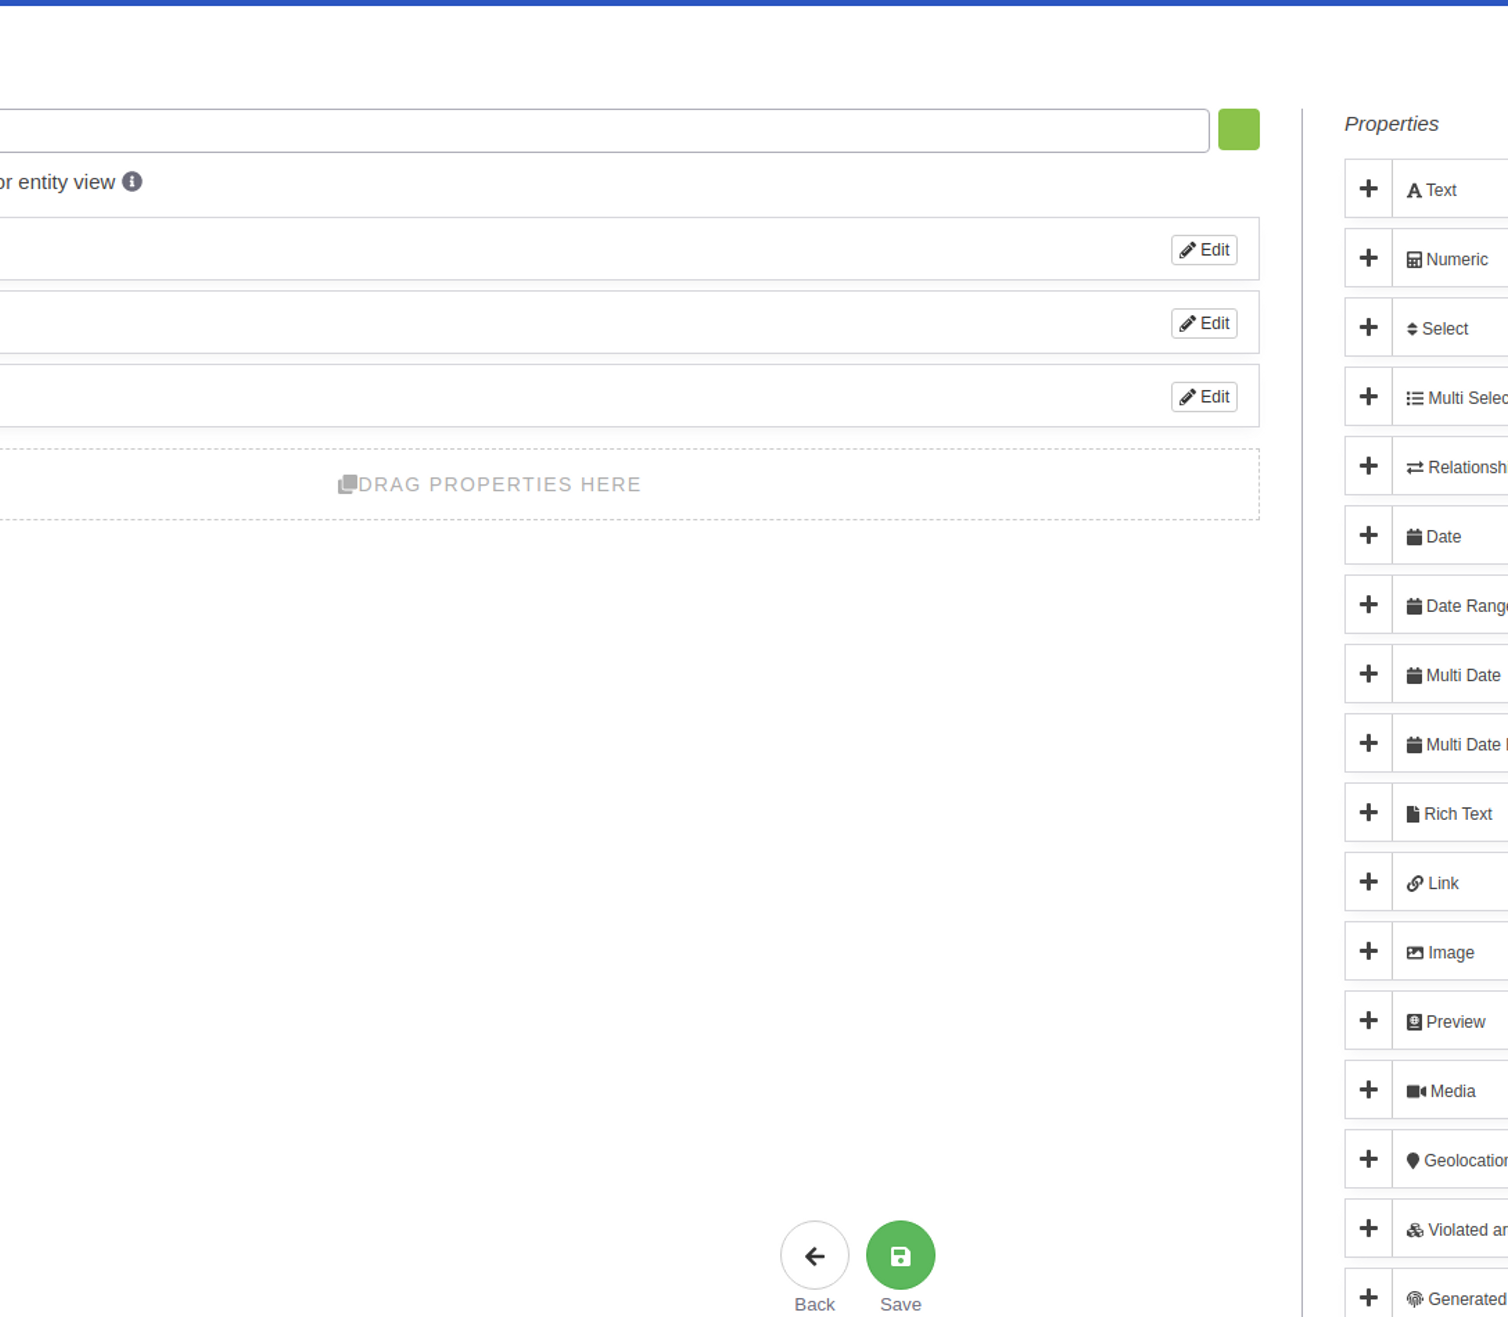 Properties
or entity view
Edit
Edit
Edit
DRAG PROPERTIES HERE
Text
Numeric
Select
Multi Selec
Relationsh
Date
Date Rang
Multi Date
Multi Date
Rich Text
Link
Image
Preview
Media
Geolocation
Violated ar
Generated
Back
Save